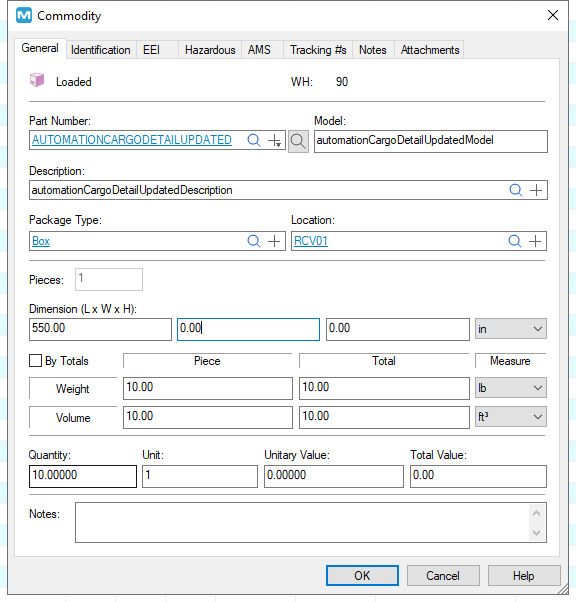 Commodity
General Identification EEI Hazardous AMS Tracking #s Notes Attachments
Loaded WH: 90
Part Number: Model:
AUTOMATIONCARGODETAILUPDATED automationCargoDetailUpdatedModel
Description:
automationCargoDetailUpdatedDescription
Package Type: Location:
Box RCV01
Pieces: 1
Dimension (L x W x H):
550.00 0.00 0.00 in
By Totals Piece Total Measure
Weight 10.00 10.00 lb
Volume 10.00 10.00 ft³
Quantity: Unit: Unitary Value: Total Value:
10.00000 1 0.00000 0.00
Notes:
OK Cancel Help